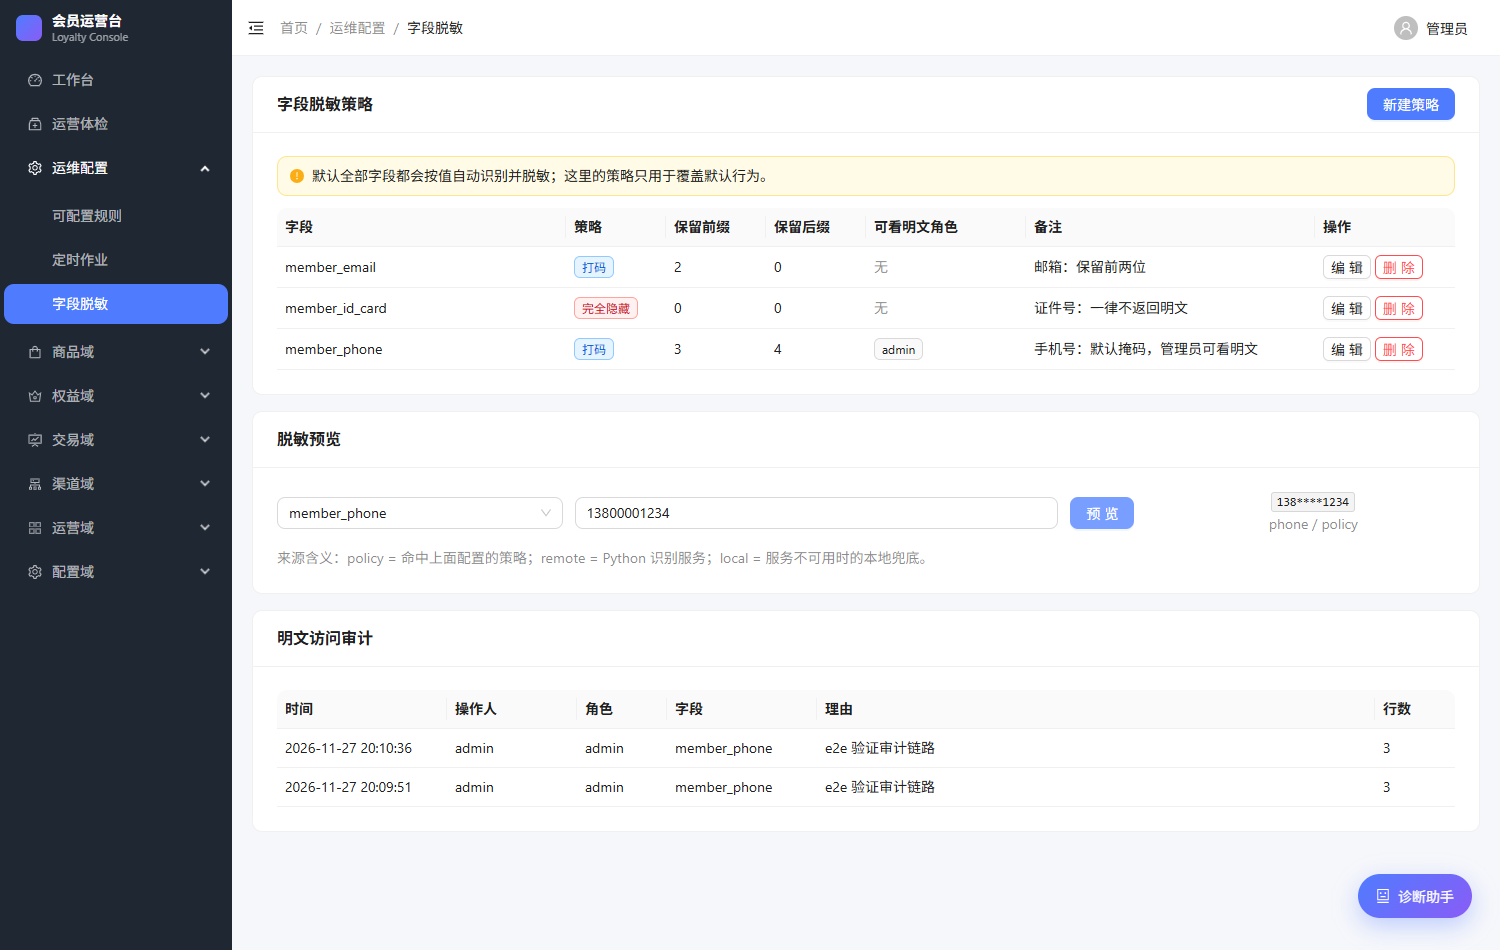 会员运营台
Loyalty Console
工作台
运营体检
运维配置
可配置规则
定时作业
字段脱敏
商品域
权益域
交易域
渠道域
运营域
配置域
首页 / 运维配置 / 字段脱敏
管理员
字段脱敏策略
新建策略
默认全部字段都会按值自动识别并脱敏；这里的策略只用于覆盖默认行为。
字段 策略 保留前缀 保留后缀 可看明文角色 备注 操作
member_email 打码 2 0 无 邮箱：保留前两位 编 辑 删 除
member_id_card 完全隐藏 0 0 无 证件号：一律不返回明文 编 辑 删 除
member_phone 打码 3 4 admin 手机号：默认掩码，管理员可看明文 编 辑 删 除
脱敏预览
member_phone 13800001234 预 览 138****1234
phone / policy
来源含义：policy = 命中上面配置的策略；remote = Python 识别服务；local = 服务不可用时的本地兜底。
明文访问审计
时间 操作人 角色 字段 理由 行数
2026-11-27 20:10:36 admin admin member_phone e2e 验证审计链路 3
2026-11-27 20:09:51 admin admin member_phone e2e 验证审计链路 3
诊断助手